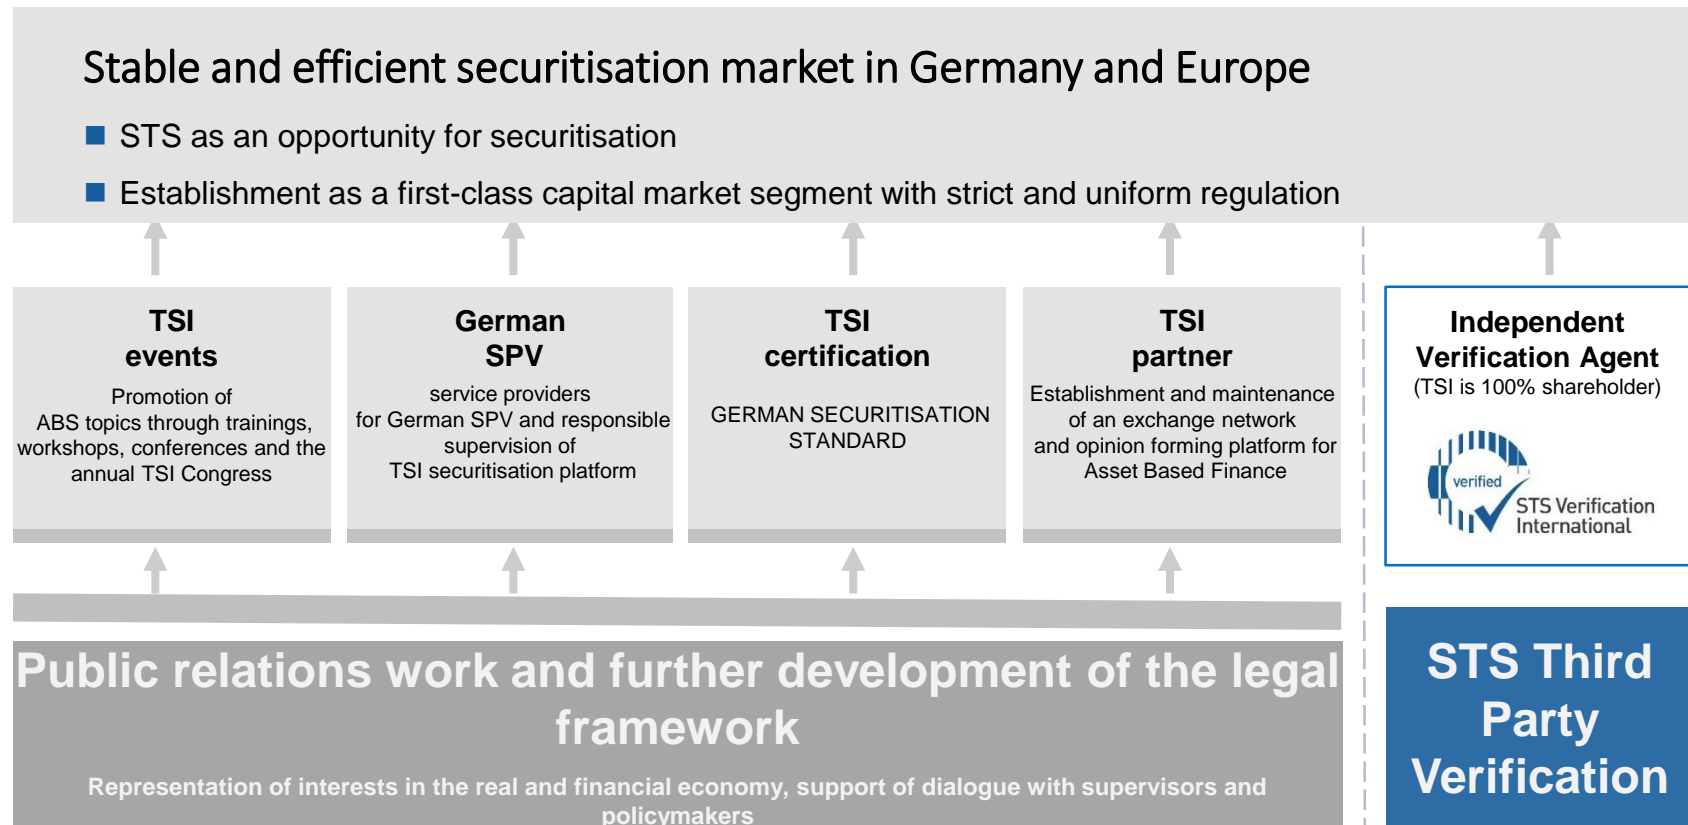 Stable and efficient securitisation market in Germany and Europe
STS as an opportunity for securitisation
Establishment as a first-class capital market segment with strict and uniform regulation
TSI
events
Promotion of
ABS topics through trainings,
workshops, conferences and the
annual TSI Congress
German
SPV
service providers
for German SPV and responsible
supervision of
TSI securitisation platform
TSI
certification
GERMAN SECURITISATION
STANDARD
TSI
partner
Establishment and maintenance
of an exchange network
and opinion forming platform for
Asset Based Finance
Independent
Verification Agent
(TSI is 100% shareholder)
verified
STS Verification
International
Public relations work and further development of the legal
framework
Representation of interests in the real and financial economy, support of dialogue with supervisors and
policymakers
STS Third
Party
Verification